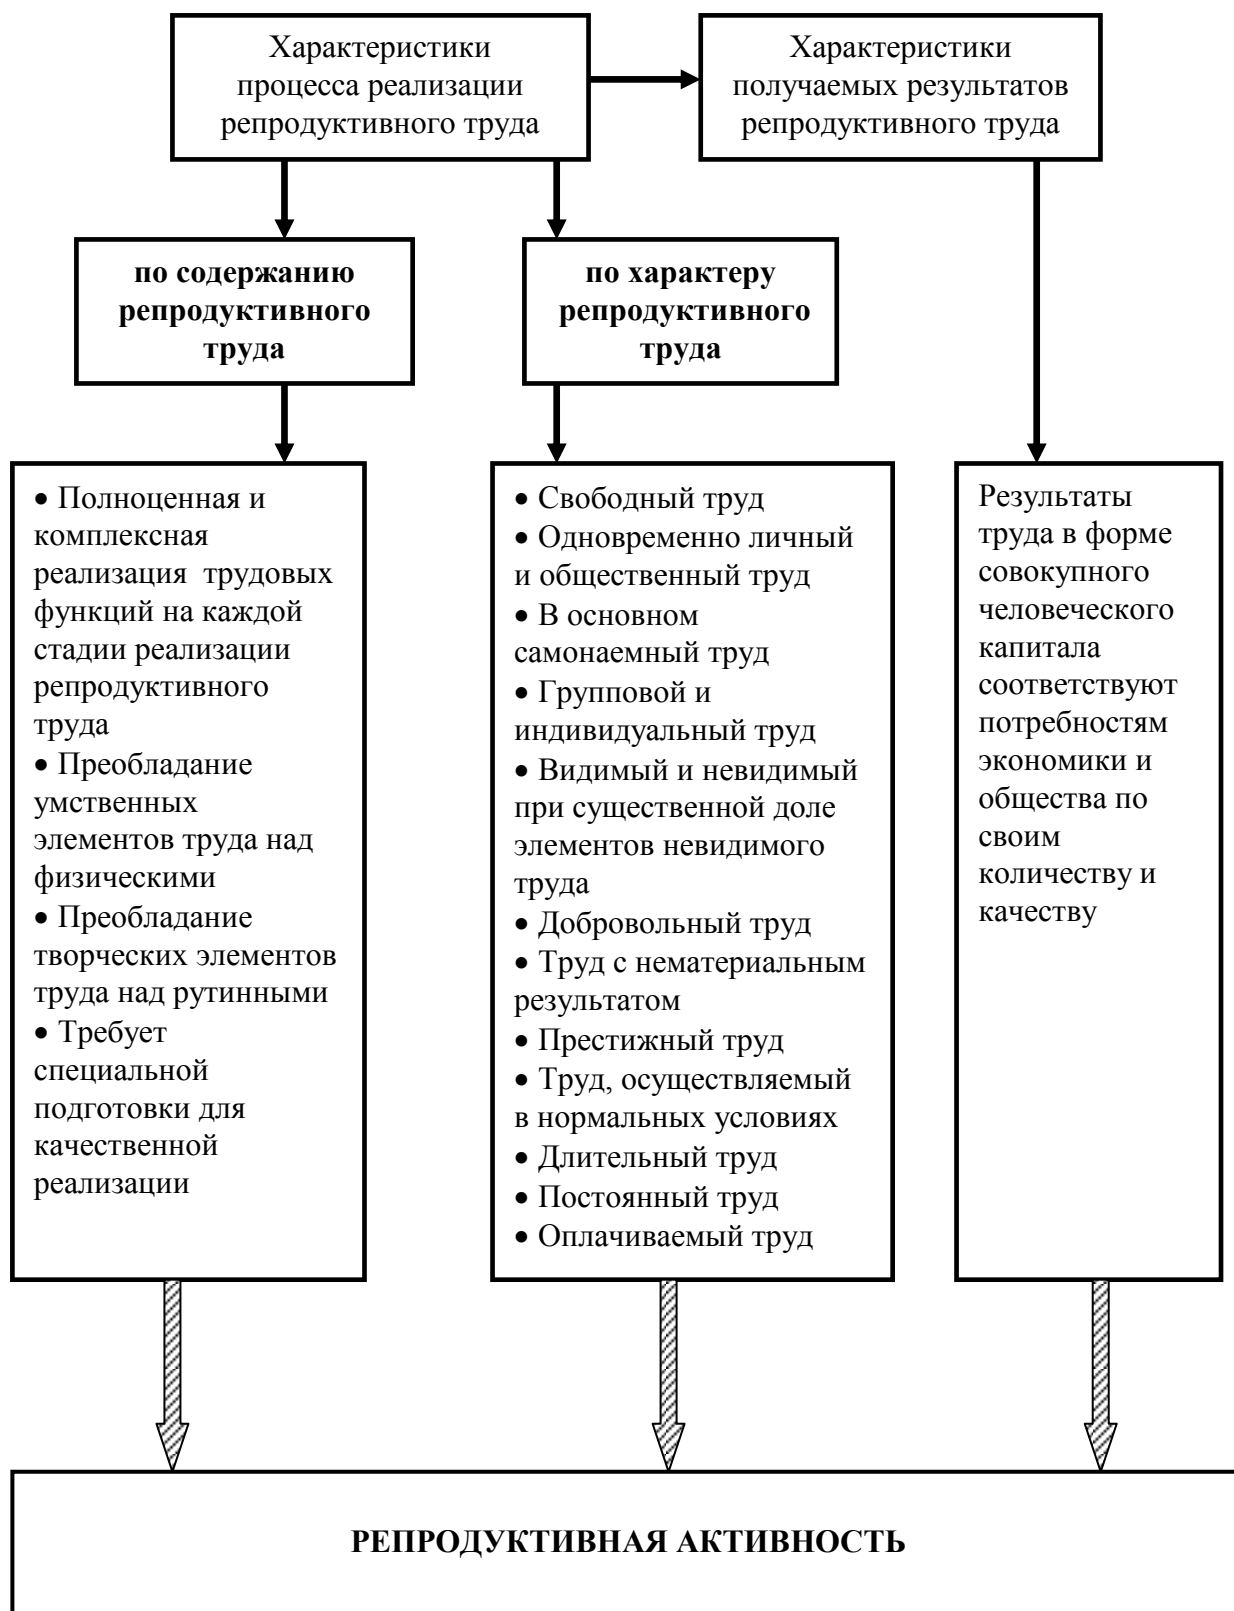 Характеристики
процесса реализации
репродуктивного труда
Характеристики
получаемых результатов
репродуктивного труда
по содержанию
репродуктивного
труда
по характеру
репродуктивного
труда
• Полноценная и
комплексная
реализация трудовых
функций на каждой
стадии реализации
репродуктивного
труда
• Преобладание
умственных
элементов труда над
физическими
• Преобладание
творческих элементов
труда над рутинными
• Требует
специальной
подготовки для
качественной
реализации
• Свободный труд
• Одновременно личный
и общественный труд
• В основном
самонаемный труд
• Групповой и
индивидуальный труд
• Видимый и невидимый
при существенной доле
элементов невидимого
труда
• Добровольный труд
• Труд с нематериальным
результатом
• Престижный труд
• Труд, осуществляемый
в нормальных условиях
• Длительный труд
• Постоянный труд
• Оплачиваемый труд
Результаты
труда в форме
совокупного
человеческого
капитала
соответствуют
потребностям
экономики и
общества по
своим
количеству и
качеству
РЕПРОДУКТИВНАЯ АКТИВНОСТЬ